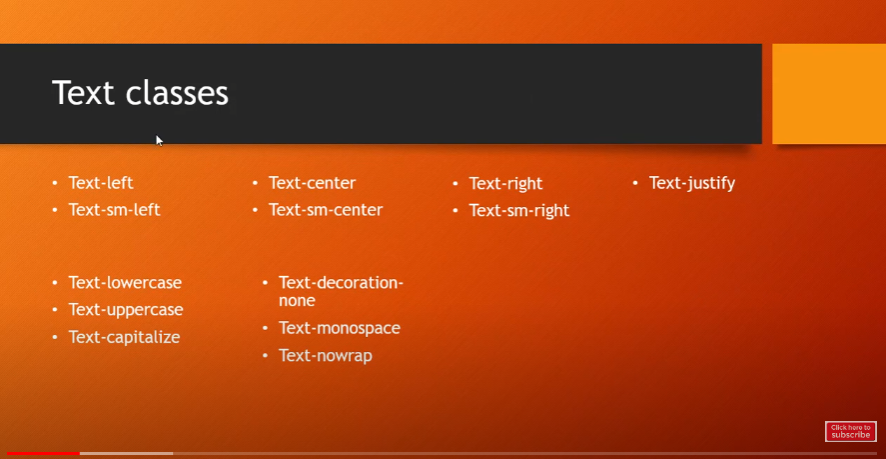 Text classes
• Text-left
• Text-sm-left
• Text-center
• Text-sm-center
• Text-right
• Text-sm-right
• Text-justify
• Text-lowercase
• Text-uppercase
• Text-capitalize
• Text-decoration-
none
• Text-monospace
• Text-nowrap
Click here to
subscribe